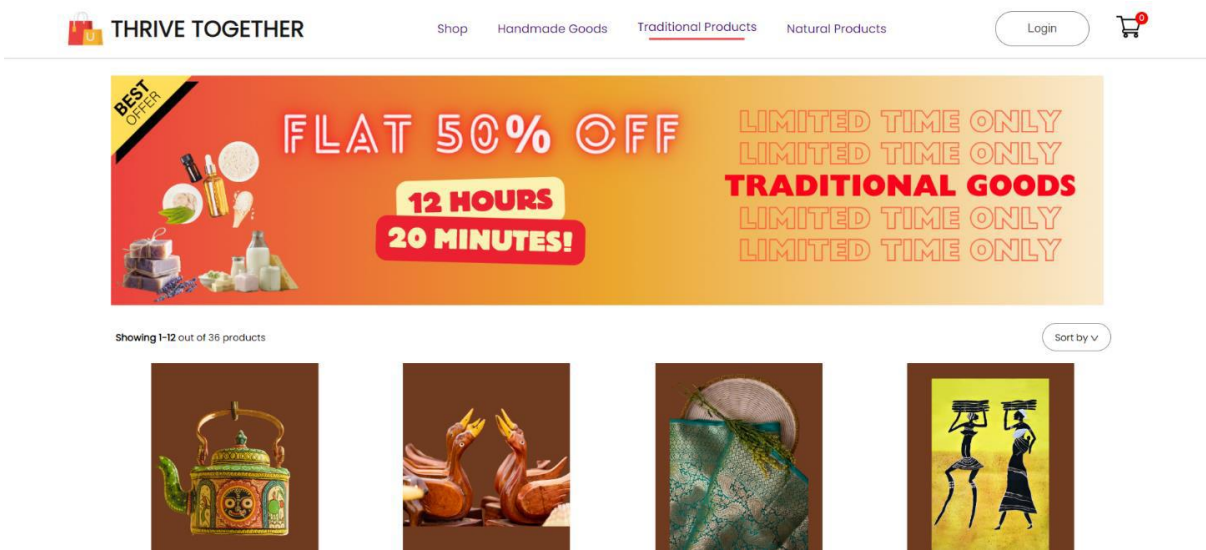 THRIVE TOGETHER
Shop Handmade Goods Traditional Products Natural Products Login 0
BEST
OFFER
FLAT 50% OFF
12 HOURS
20 MINUTES!
LIMITED TIME ONLY
LIMITED TIME ONLY
TRADITIONAL GOODS
LIMITED TIME ONLY
LIMITED TIME ONLY
Showing 1-12 out of 36 products Sort by